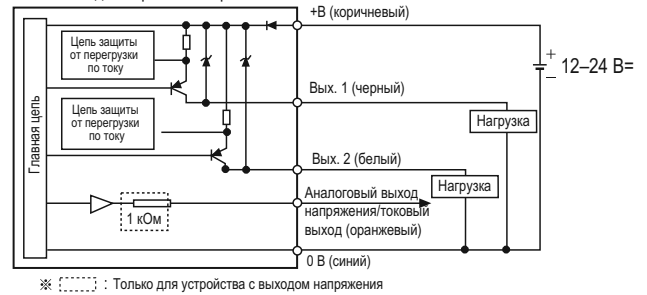 +В (коричневый)
Цепь защиты
от перегрузки
по току
12–24 В=
Вых. 1 (черный)
Цепь защиты
от перегрузки
по току
Нагрузка
Главная цепь
Вых. 2 (белый)
Нагрузка
Аналоговый выход
напряжения/токовый
выход (оранжевый)
1 кОм
0 В (синий)
※ : Только для устройства с выходом напряжения